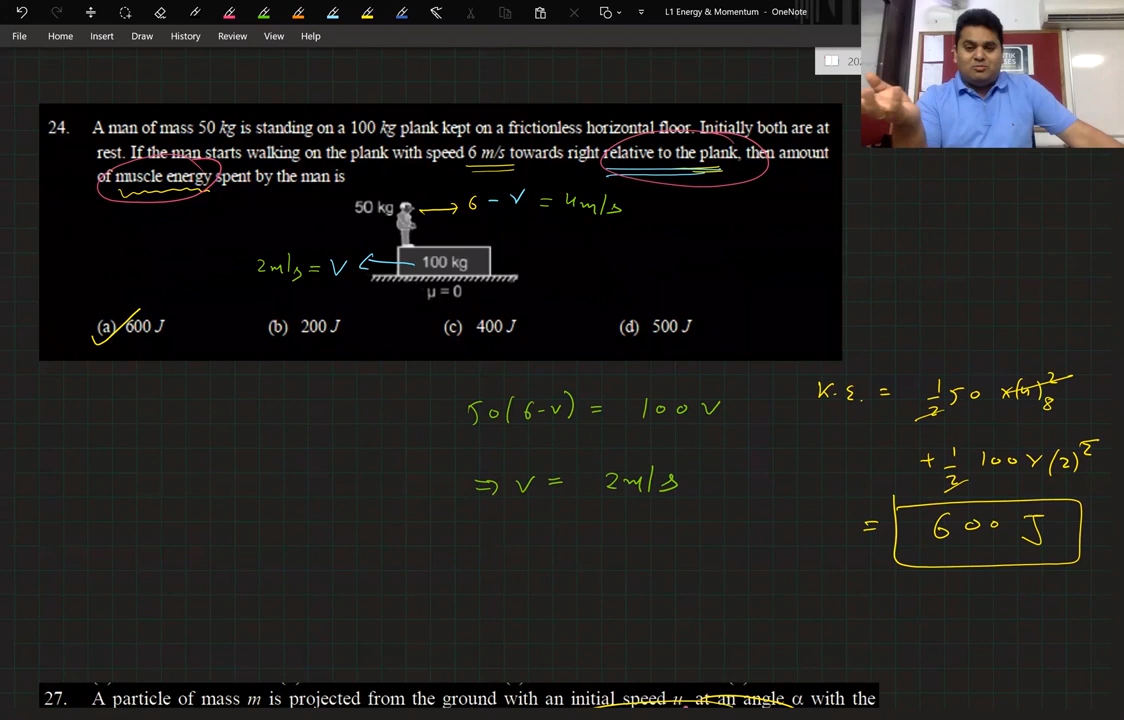 L1 Energy & Momentum - OneNote
File Home Insert Draw History Review View Help
24. A man of mass 50 kg is standing on a 100 kg plank kept on a frictionless horizontal floor. Initially both are at
rest. If the man starts walking on the plank with speed 6 m/s towards right relative to the plank, then amount
of muscle energy spent by the man is
50 kg 6 - v = 4m/s
2m/s = v 100 kg
μ = 0
(a) 600 J (b) 200 J (c) 400 J (d) 500 J
K.E. = 1/2 50 ×(4)² 8
50(6-v) = 100 v
+ 1/2 100 × (2)²
⇒ v = 2m/s
= 600 J
27. A particle of mass m is projected from the ground with an initial speed u at an angle α with the